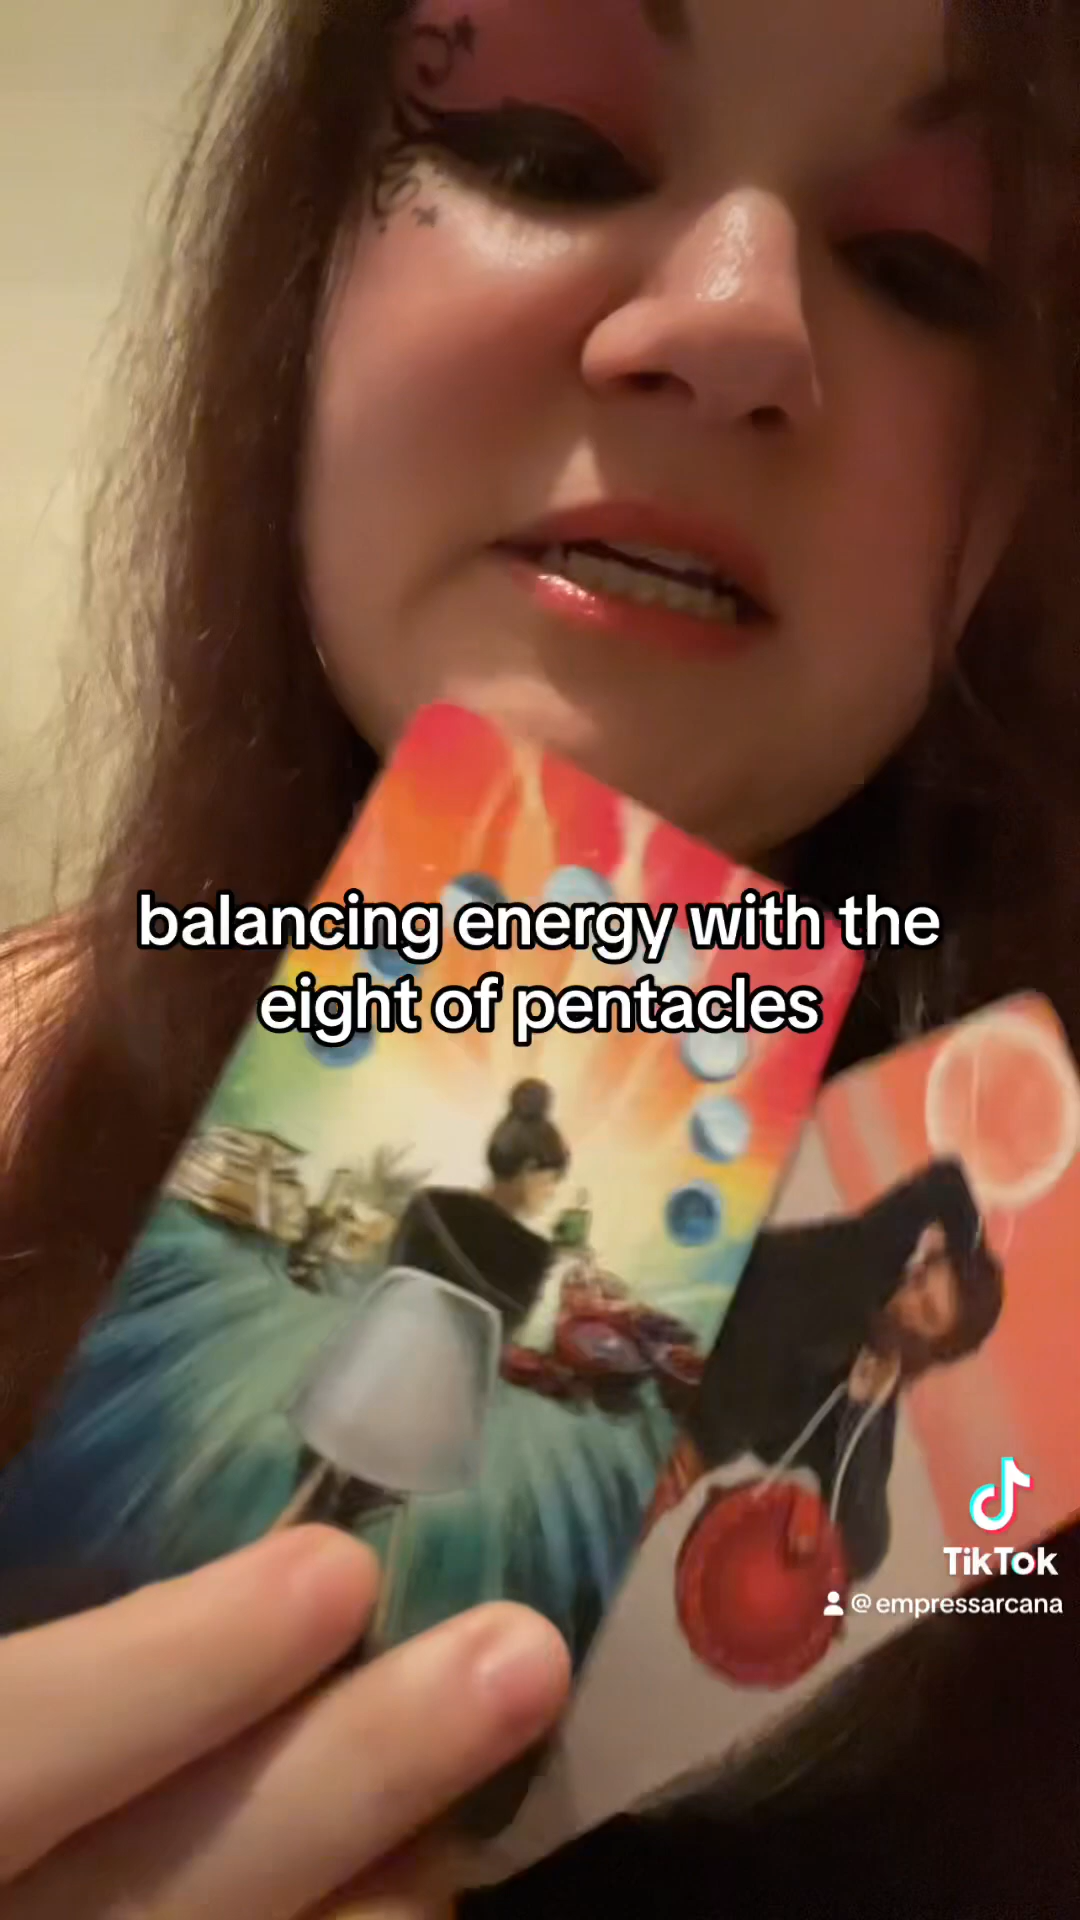 balancing energy with the
eight of pentacles
TikTok
@empressarcana